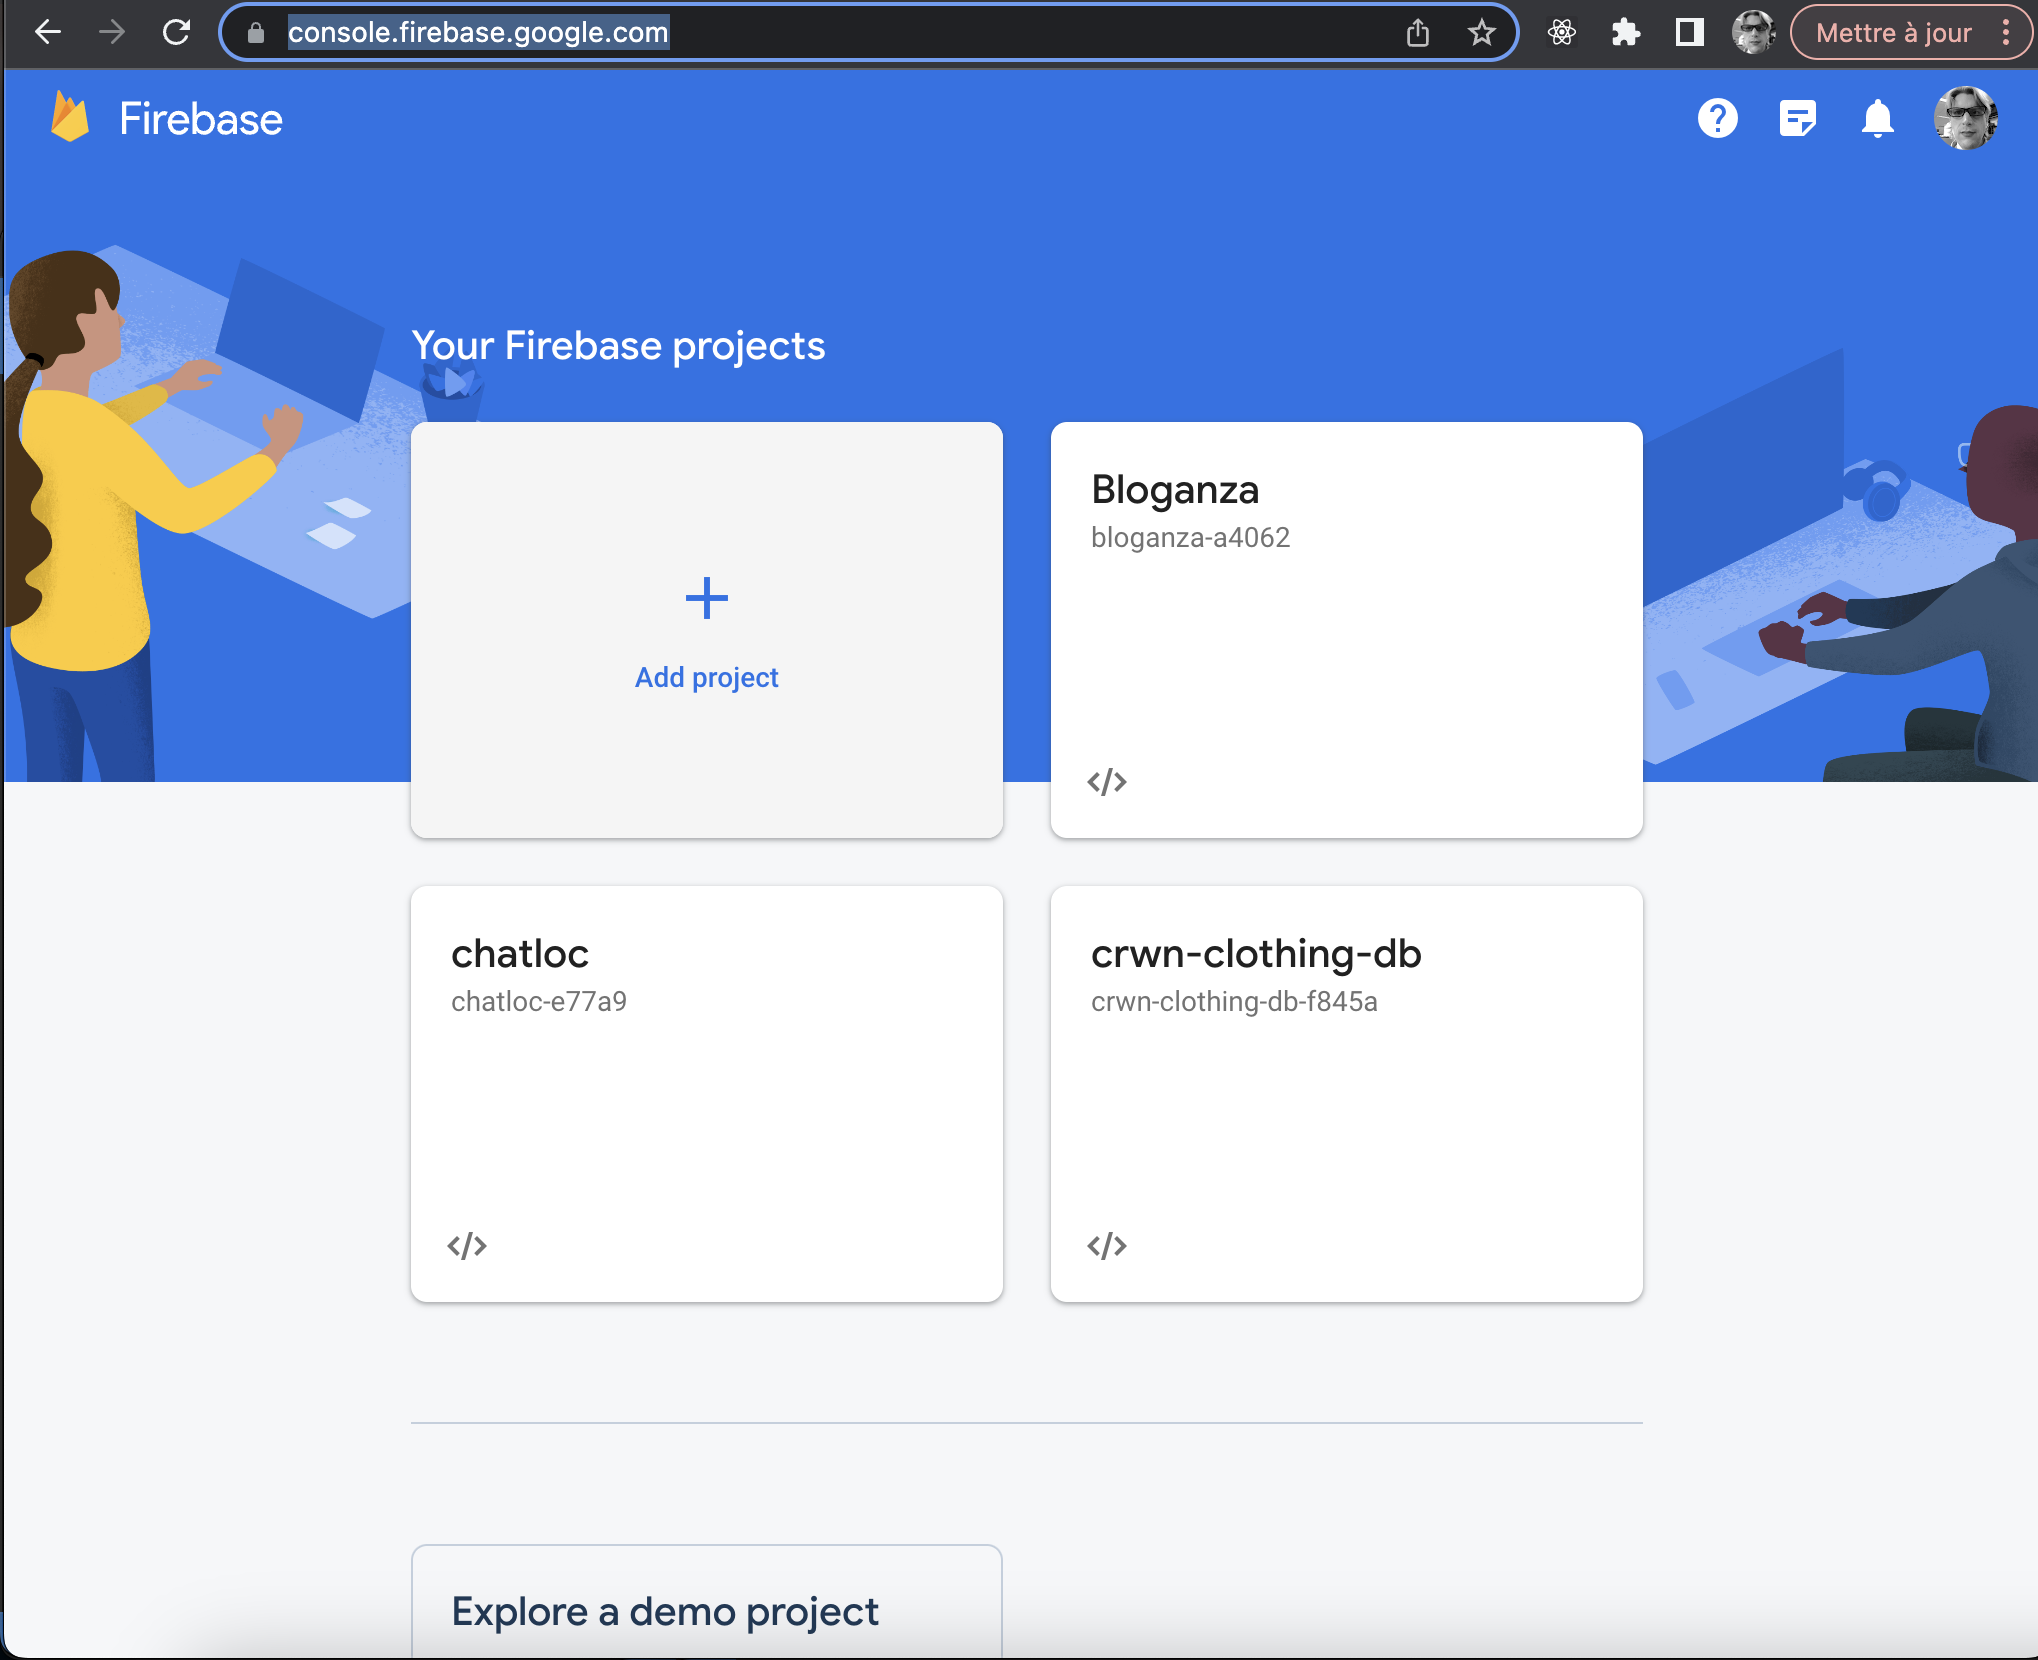 console.firebase.google.com
Mettre à jour
Firebase
Your Firebase projects
Add project
Bloganza
bloganza-a4062
chatloc
chatloc-e77a9
crwn-clothing-db
crwn-clothing-db-f845a
Explore a demo project